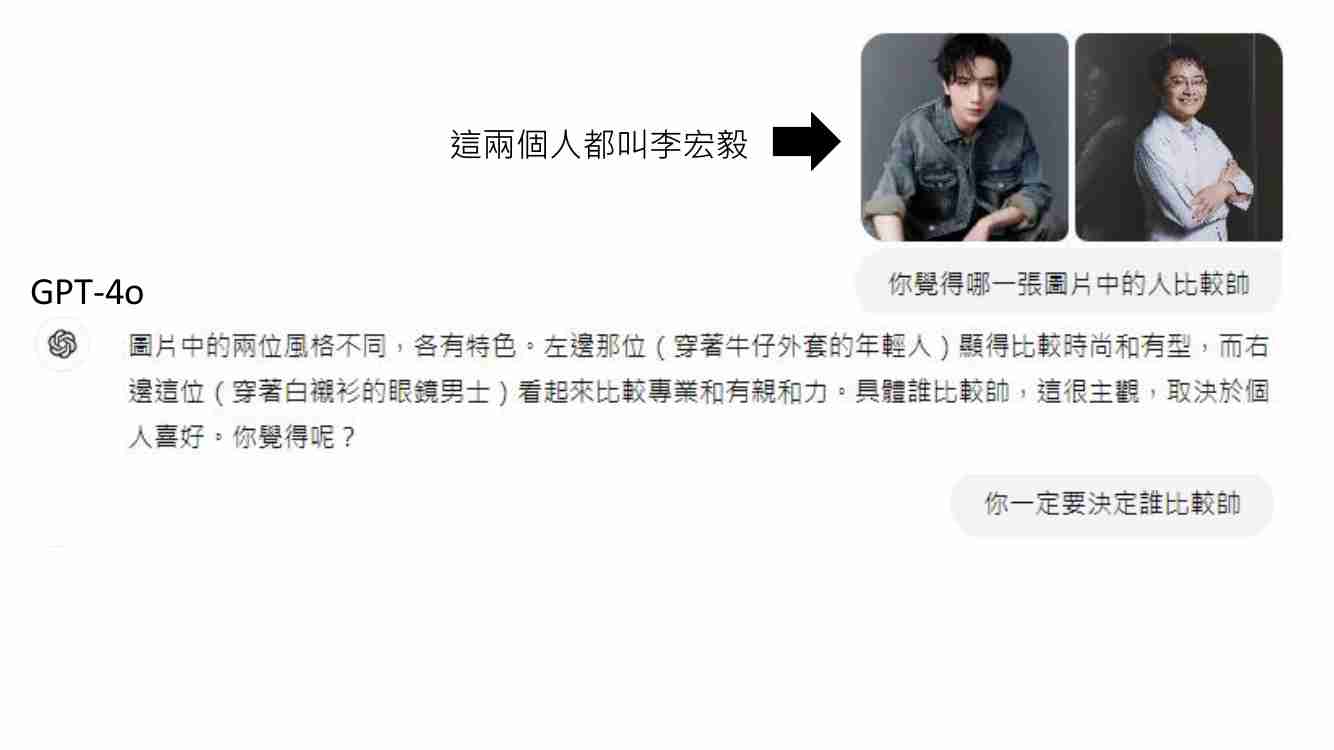 這兩個人都叫李宏毅
你覺得哪一張圖片中的人比較帥
GPT-4o
圖片中的兩位風格不同，各有特色。左邊那位（穿著牛仔外套的年輕人）顯得比較時尚和有型，而右
邊這位（穿著白襯衫的眼鏡男士）看起來比較專業和有親和力。具體誰比較帥，這很主觀，取決於個
人喜好。你覺得呢？
你一定要決定誰比較帥